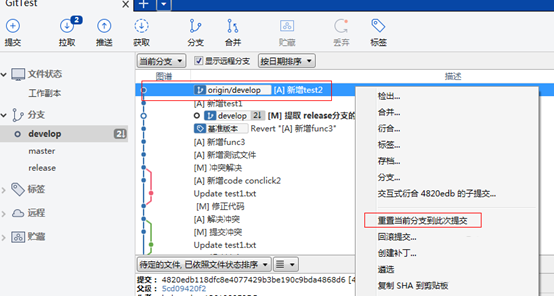 GitTest
2
提交 拉取 推送 获取 分支 合并 贮藏 丢弃 标签
当前分支 显示远程分支 按日期排序
图谱 描述
文件状态
工作副本
分支
develop 2
master
release
标签
远程
贮藏
origin/develop [A] 新增test2
[A] 新增test1
develop 2 [M] 提取 release分支的
基准版本 Revert "[A] 新增func3"
[A] 新增func3
[A] 新增测试文件
[M] 冲突解决
[A] 新增code conclick2
Update test1.txt
[M] 修正代码
[A] 解决冲突
[M] 提交冲突
Update test1.txt
检出...
合并...
衍合...
标签...
存档...
分支...
交互式衍合 4820edb 的子提交...
重置当前分支到此次提交
回滚提交...
创建补丁...
遴选
复制 SHA 到剪贴板
待定的文件, 已依照文件状态排序
提交: 4820edb118dfc8e4077429b3be190c9bda4868d6 [4
父级: 5cd09420f2